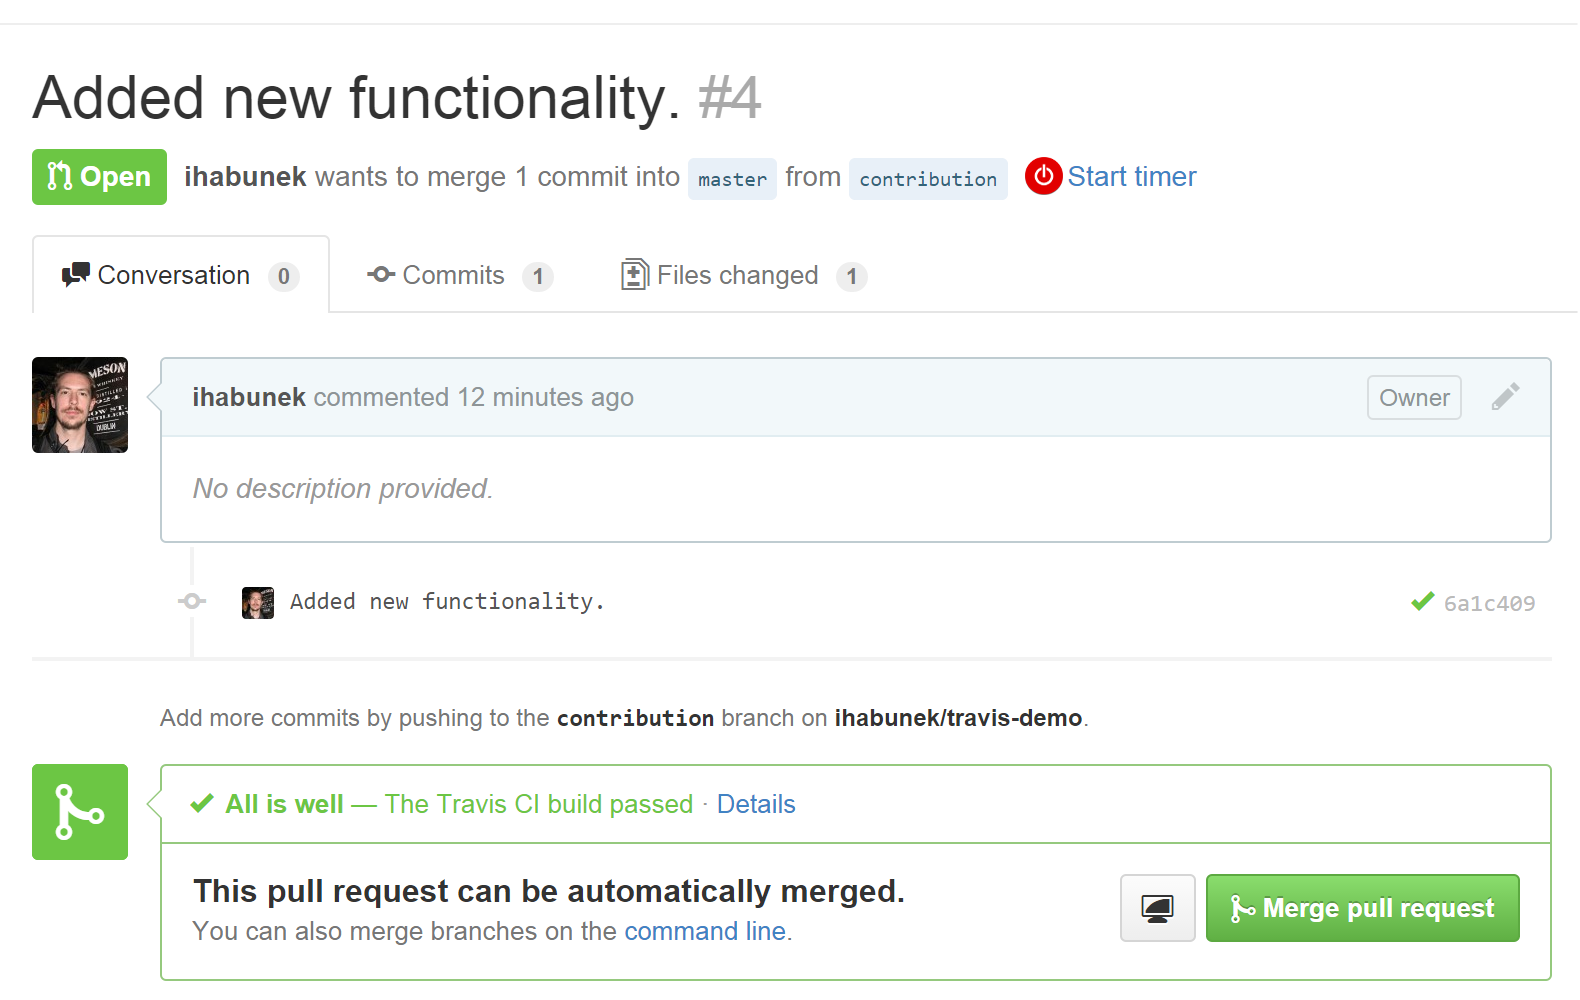 Added new functionality. #4
Open ihabunek wants to merge 1 commit into master from contribution Start timer
Conversation 0 Commits 1 Files changed 1
ihabunek commented 12 minutes ago Owner
No description provided.
Added new functionality. 6a1c409
Add more commits by pushing to the contribution branch on ihabunek/travis-demo.
All is well — The Travis CI build passed · Details
This pull request can be automatically merged.
You can also merge branches on the command line.
Merge pull request